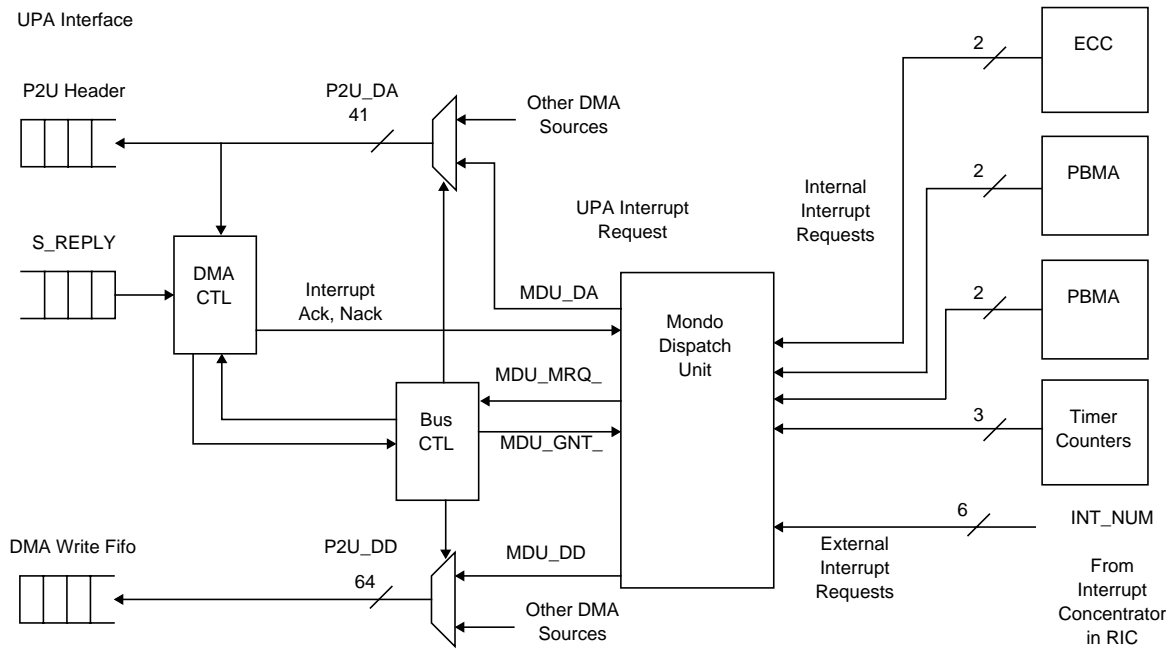 UPA Interface
P2U Header
P2U_DA
41
Other DMA
Sources
2
ECC
2
PBMA
Internal
Interrupt
Requests
UPA Interrupt
Request
S_REPLY
DMA
CTL
Interrupt
Ack, Nack
MDU_DA
Mondo
Dispatch
Unit
2
PBMA
MDU_MRQ_
Bus
CTL
MDU_GNT_
3
Timer
Counters
6
INT_NUM
External
Interrupt
Requests
From
Interrupt
Concentrator
in RIC
DMA Write Fifo
P2U_DD
64
MDU_DD
Other DMA
Sources